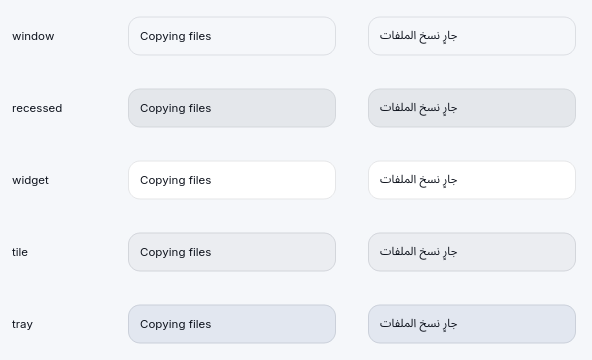 window Copying files جارٍ نسخ الملفات
recessed Copying files جارٍ نسخ الملفات
widget Copying files جارٍ نسخ الملفات
tile Copying files جارٍ نسخ الملفات
tray Copying files جارٍ نسخ الملفات